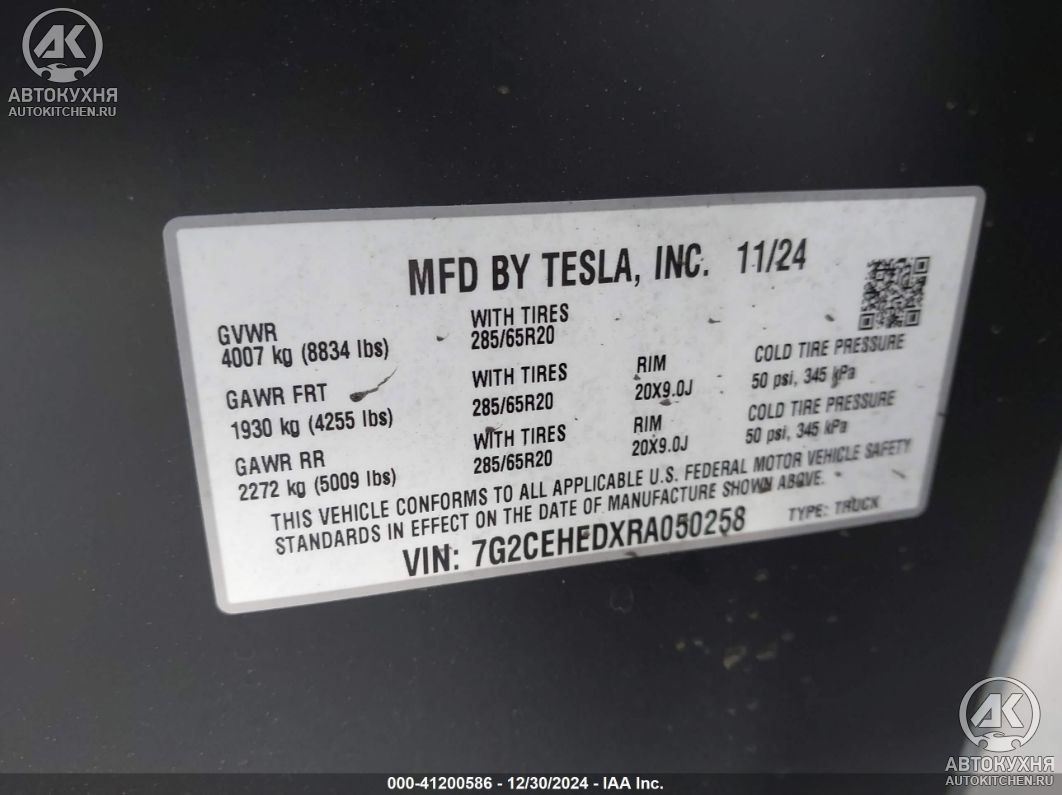 АВТОКУХНЯ
AUTOKITCHEN.RU
MFD BY TESLA, INC. 11/24
GVWR
4007 kg (8834 lbs)
WITH TIRES
285/65R20
GAWR FRT
1930 kg (4255 lbs)
WITH TIRES
285/65R20
RIM
20X9.0J
COLD TIRE PRESSURE
50 psi, 345 kPa
GAWR RR
2272 kg (5009 lbs)
WITH TIRES
285/65R20
RIM
20X9.0J
COLD TIRE PRESSURE
50 psi, 345 kPa
THIS VEHICLE CONFORMS TO ALL APPLICABLE U.S. FEDERAL MOTOR VEHICLE SAFETY
STANDARDS IN EFFECT ON THE DATE OF MANUFACTURE SHOWN ABOVE.
VIN: 7G2CEHEDXRA050258 TYPE: TRUCK
АК
АВТОКУХНЯ
AUTOKITCHEN.RU
000-41200586 - 12/30/2024 - IAA Inc.